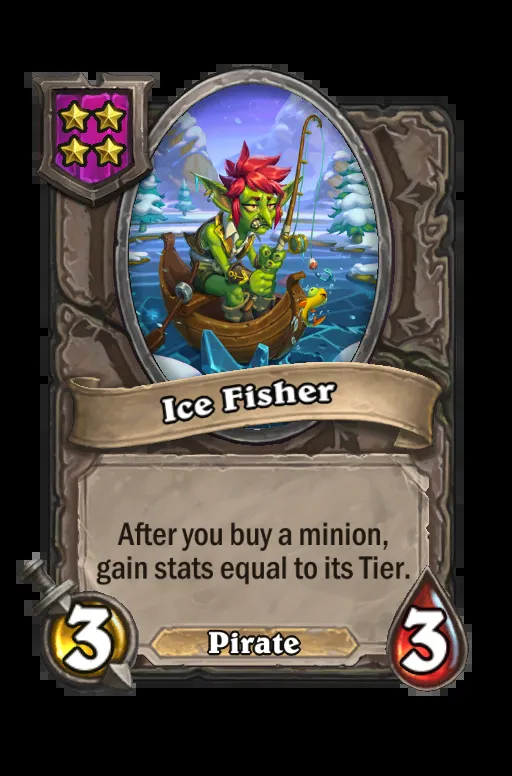 Ice Fisher
After you buy a minion,
gain stats equal to its Tier.
3
Pirate
3